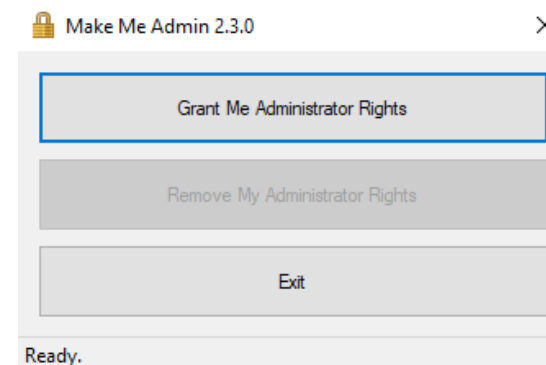 Make Me Admin 2.3.0
Grant Me Administrator Rights
Remove My Administrator Rights
Exit
Ready.